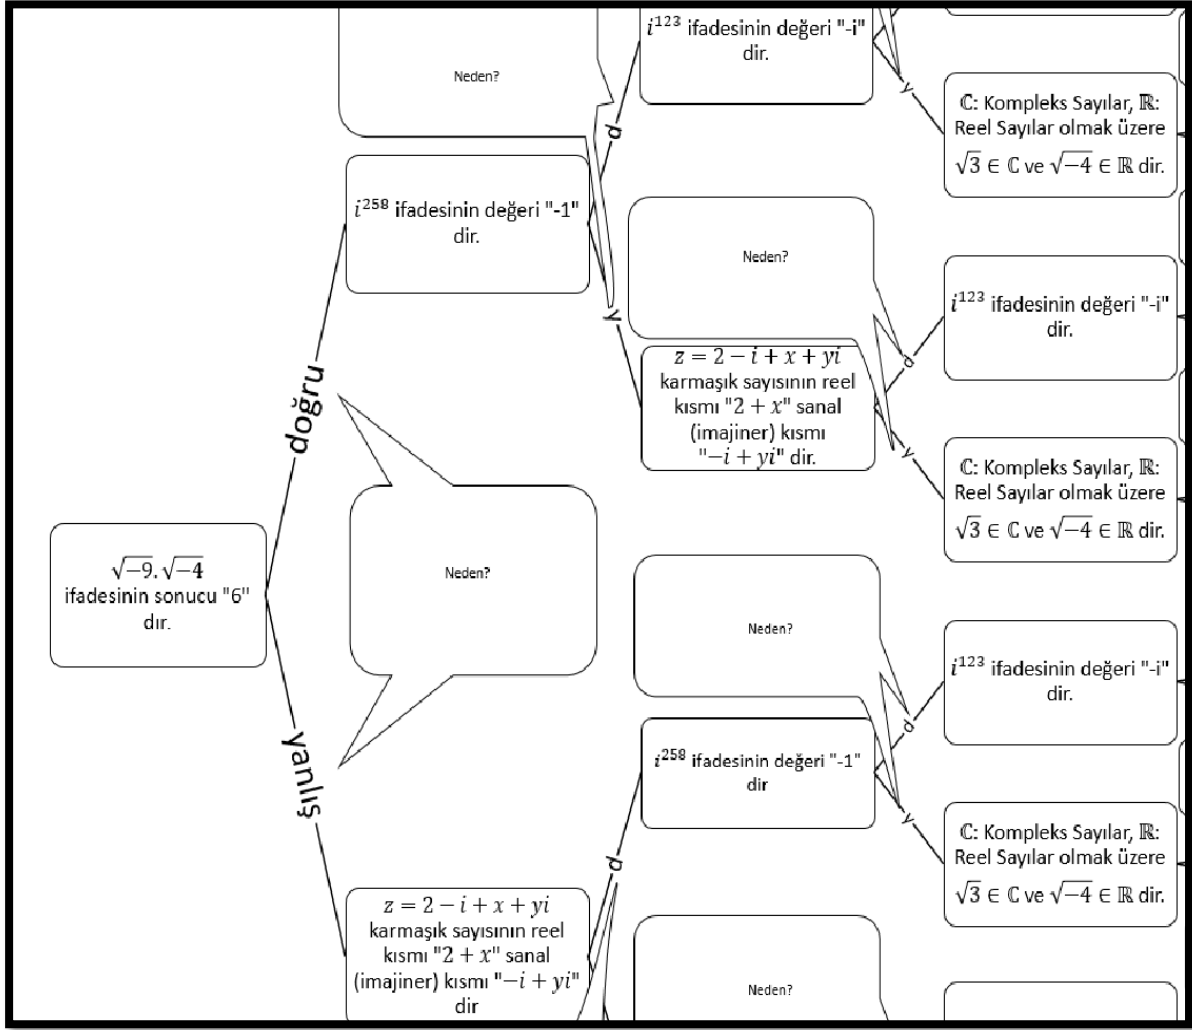 √−9.√−4
ifadesinin sonucu "6"
dır.
doğru
yanlış
Neden?
i²⁵⁸ ifadesinin değeri "-1"
dir.
Neden?
z = 2 − i + x + yi
karmaşık sayısının reel
kısmı "2 + x" sanal
(imajiner) kısmı "−i + yi"
dir
d
y
d
i¹²³ ifadesinin değeri "-i"
dir.
Neden?
z = 2 − i + x + yi
karmaşık sayısının reel
kısmı "2 + x" sanal
(imajiner) kısmı
"−i + yi" dir.
Neden?
i²⁵⁸ ifadesinin değeri "-1"
dir
Neden?
y
d
y
d
y
ℂ: Kompleks Sayılar, ℝ:
Reel Sayılar olmak üzere
√3 ∈ ℂ ve √−4 ∈ ℝ dir.
i¹²³ ifadesinin değeri "-i"
dir.
ℂ: Kompleks Sayılar, ℝ:
Reel Sayılar olmak üzere
√3 ∈ ℂ ve √−4 ∈ ℝ dir.
i¹²³ ifadesinin değeri "-i"
dir.
ℂ: Kompleks Sayılar, ℝ:
Reel Sayılar olmak üzere
√3 ∈ ℂ ve √−4 ∈ ℝ dir.